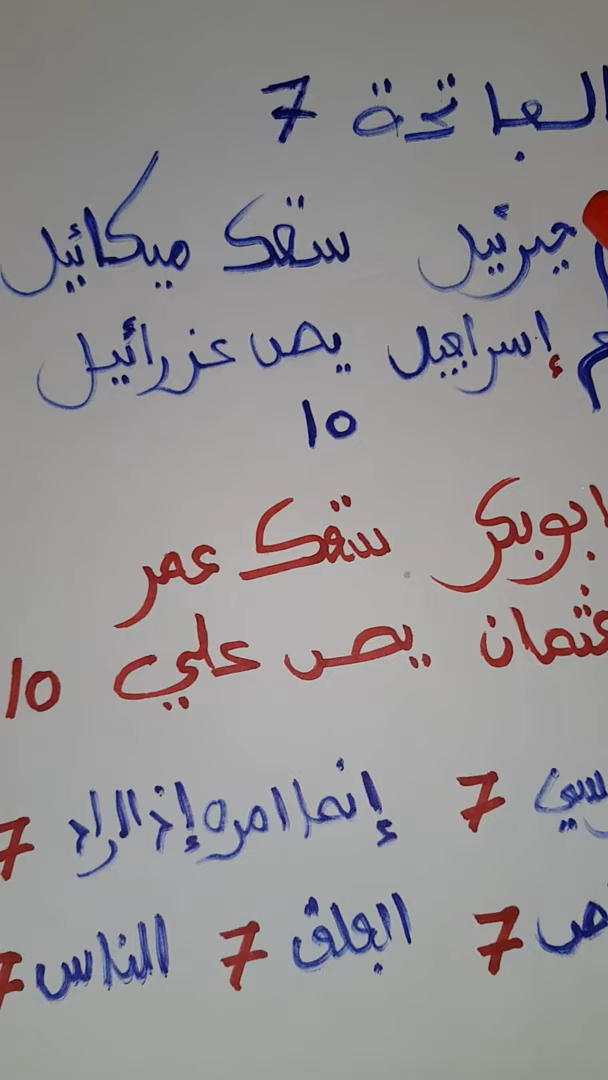 الفاتحة 7
جبرئيل سقك ميكائيل
إسرافيل يص عزرائيل
10
ابوبكر سقك عمر
عثمان يص علي 10
7 إنما امره إذا اراد 7
7 الفلق 7 الناس 7